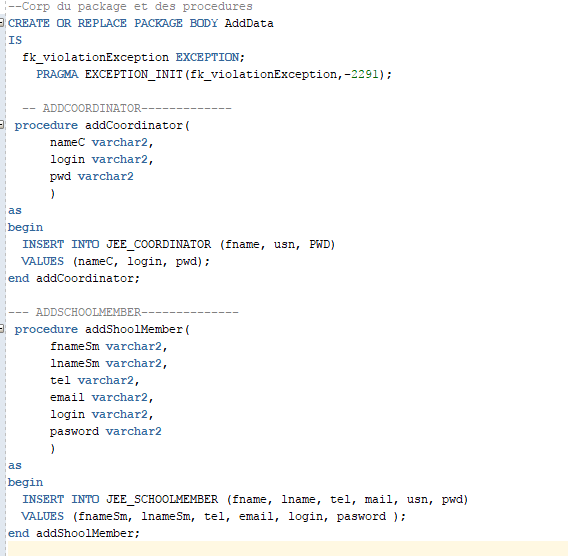 --Corp du package et des procedures
CREATE OR REPLACE PACKAGE BODY AddData
IS
fk_violationException EXCEPTION;
PRAGMA EXCEPTION_INIT(fk_violationException,-2291);
-- ADDCOORDINATOR-------------
procedure addCoordinator(
nameC varchar2,
login varchar2,
pwd varchar2
)
as
begin
INSERT INTO JEE_COORDINATOR (fname, usn, PWD)
VALUES (nameC, login, pwd);
end addCoordinator;
--- ADDSCHOOLMEMBER--------------
procedure addShoolMember(
fnameSm varchar2,
lnameSm varchar2,
tel varchar2,
email varchar2,
login varchar2,
pasword varchar2
)
as
begin
INSERT INTO JEE_SCHOOLMEMBER (fname, lname, tel, mail, usn, pwd)
VALUES (fnameSm, lnameSm, tel, email, login, pasword );
end addShoolMember;